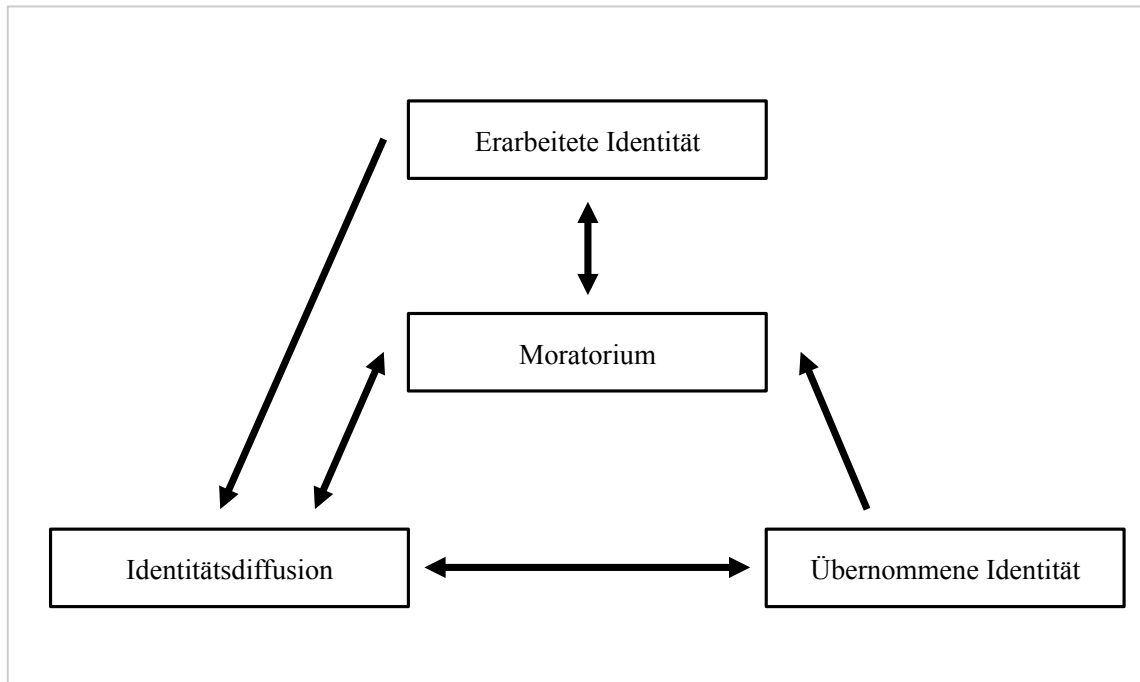 Erarbeitete Identität
Moratorium
Identitätsdiffusion
Übernommene Identität